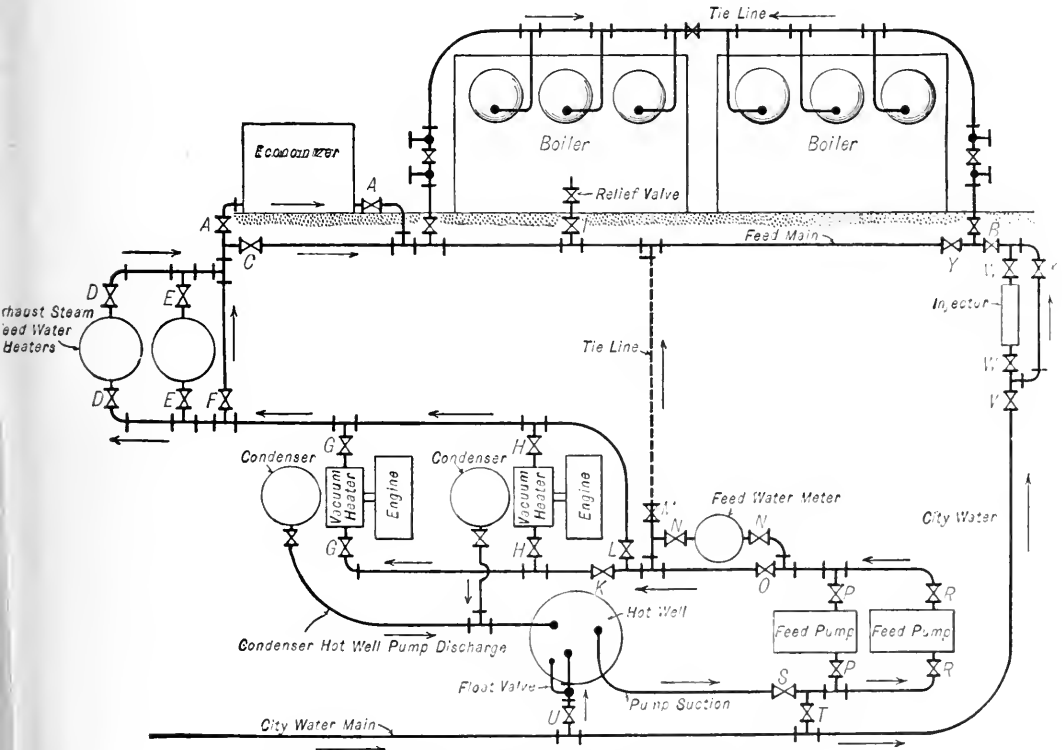 Tie Line
Economizer
Boiler
Boiler
A
A
Relief Valve
I
C
Feed Main
Y
B
D
E
V
Injector
Exhaust Steam
Feed Water
Heaters
Tie Line
W
D
E
F
V
G
H
Condenser
Condenser
Vacuum
Heater
Engine
Vacuum
Heater
Engine
M
Feed Water Meter
N
N
City Water
G
H
L
K
O
Hot Well
P
R
Feed Pump
Feed Pump
Condenser Hot Well Pump Discharge
P
R
Float Valve
S
Pump Suction
U
T
City Water Main